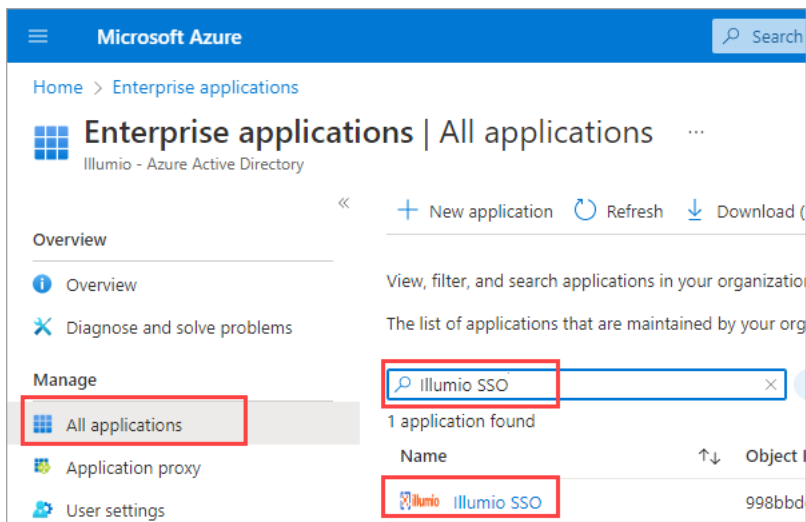 Microsoft Azure
Search
Home > Enterprise applications
Enterprise applications | All applications ...
Illumio - Azure Active Directory
«
+ New application Refresh Download (
Overview
Overview
View, filter, and search applications in your organizatio
Diagnose and solve problems
The list of applications that are maintained by your org
Manage
Illumio SSO
All applications
1 application found
Name ↑↓ Object I
Application proxy
illumio Illumio SSO 998bbd
User settings